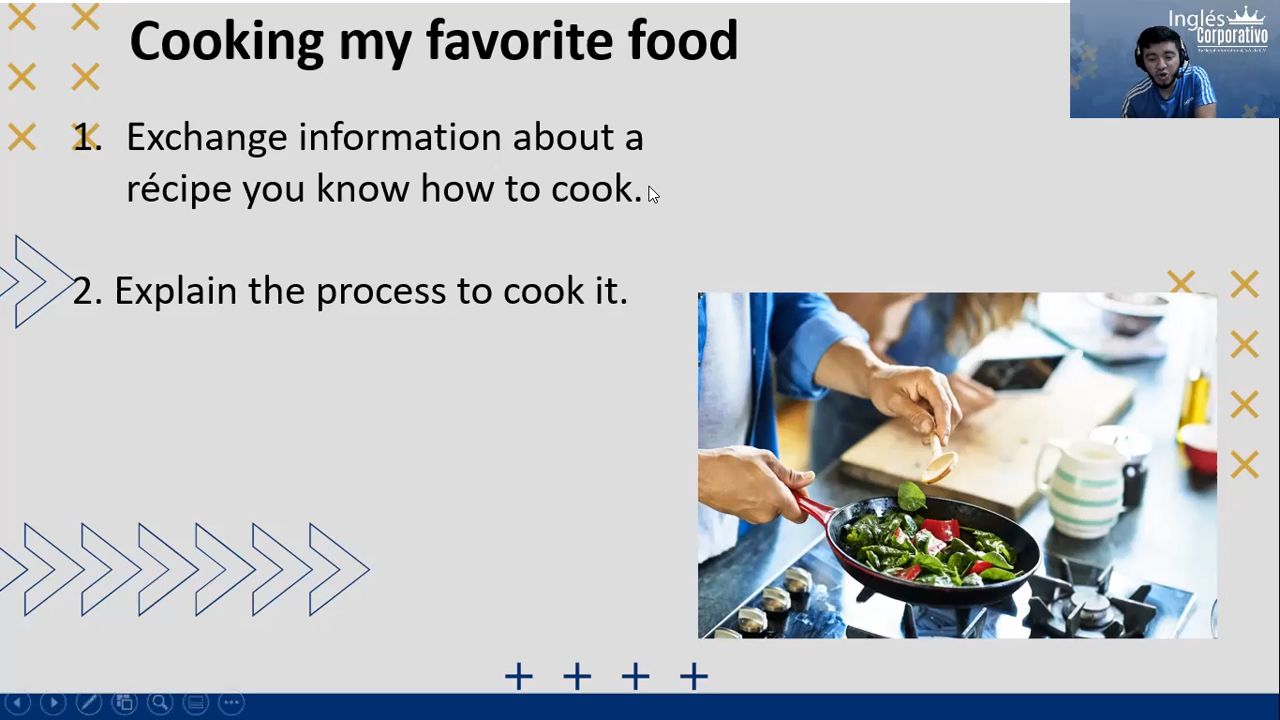 Cooking my favorite food
Inglés
Corporativo
1. Exchange information about a
récipe you know how to cook.
2. Explain the process to cook it.